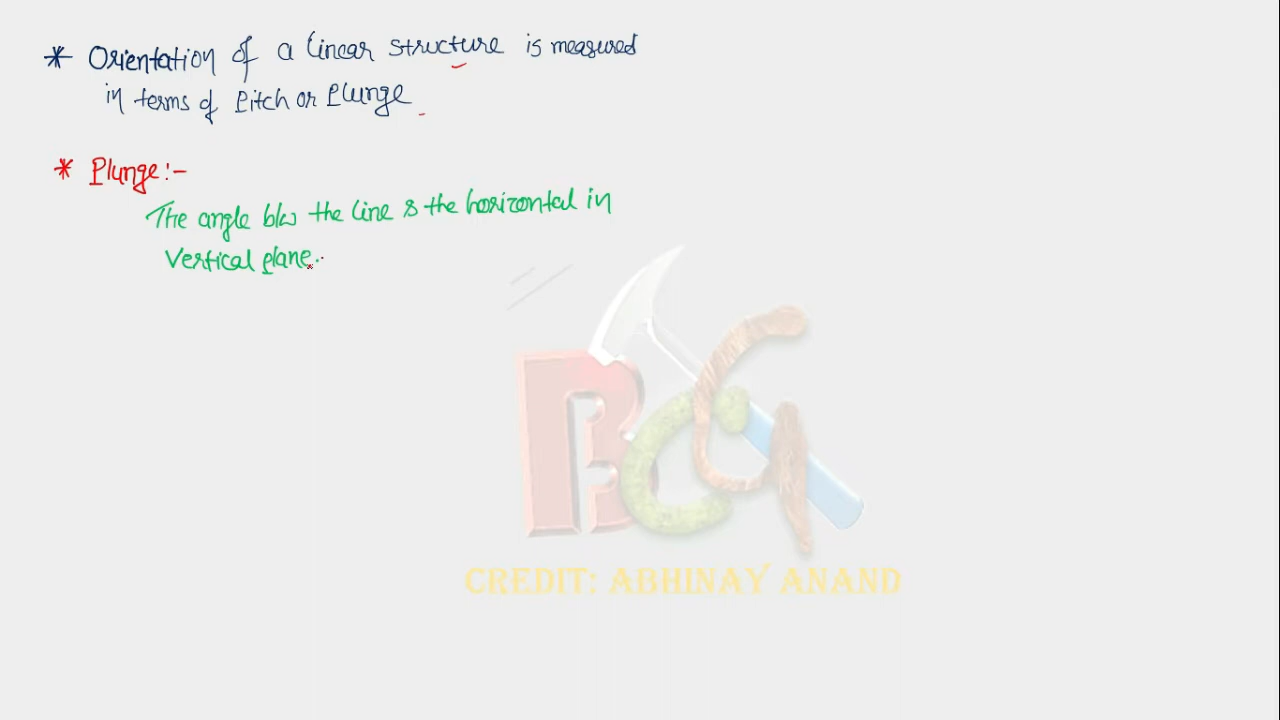 * Orientation of a linear structure is measured
in terms of Pitch or Plunge.
* Plunge:-
The angle b/w the line & the horizontal in
Vertical plane..
BCG
CREDIT: ABHINAY ANAND